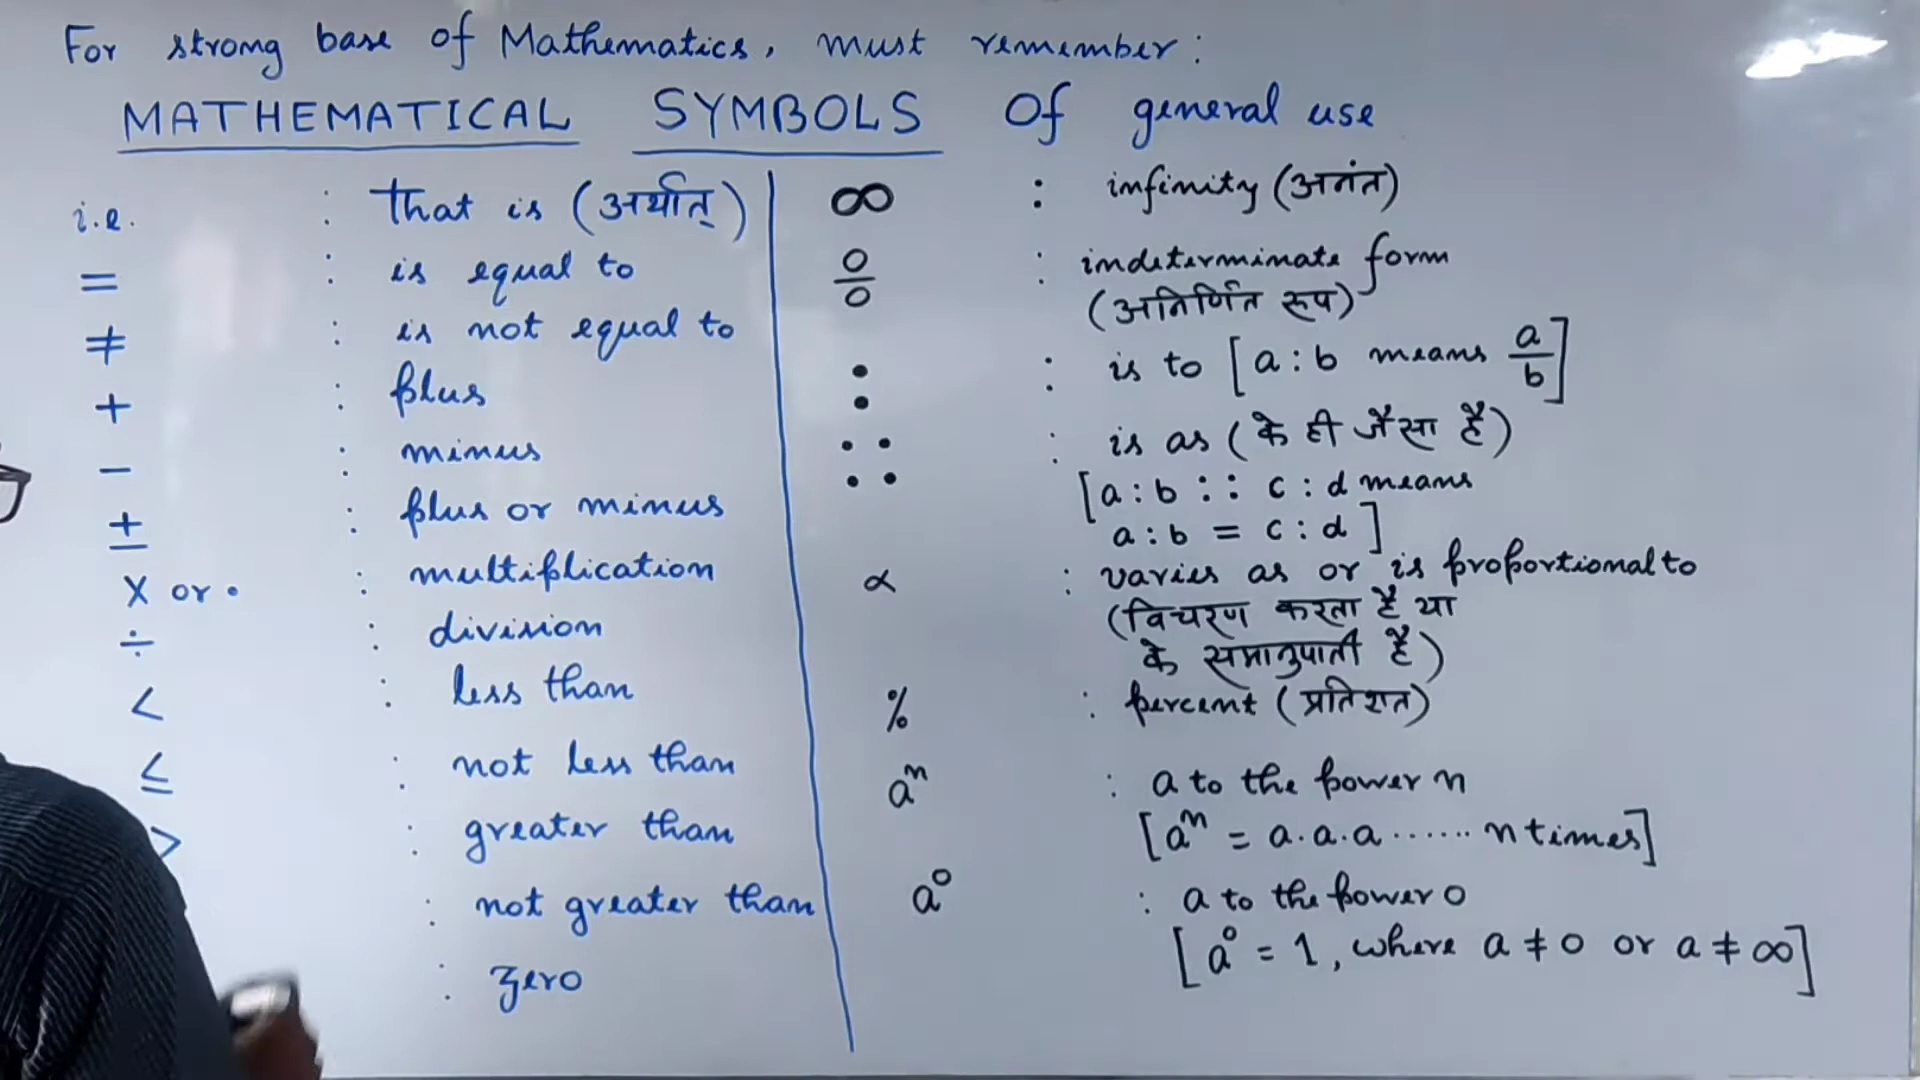 For strong base of Mathematics, must remember:
MATHEMATICAL SYMBOLS Of general use
i.e. : that is (अर्थात्)
= : is equal to
≠ : is not equal to
+ : plus
− : minus
± : plus or minus
X or • : multiplication
÷ : division
< : less than
≤ : not less than
> : greater than
: not greater than
: zero
∞ : infinity (अनंत)
0/0 : indeterminate form
(अनिर्णित रूप)
: : is to [a:b means a/b]
:: : is as (के ही जैसा है)
[a:b :: c:d means
a:b = c:d]
∝ : varies as or is proportional to
(विचरण करता है या
के समानुपाती है)
% : percent (प्रतिशत)
aⁿ : a to the power n
[aⁿ = a.a.a ...... n times]
a⁰ : a to the power 0
[a⁰ = 1, where a ≠ 0 or a ≠ ∞]